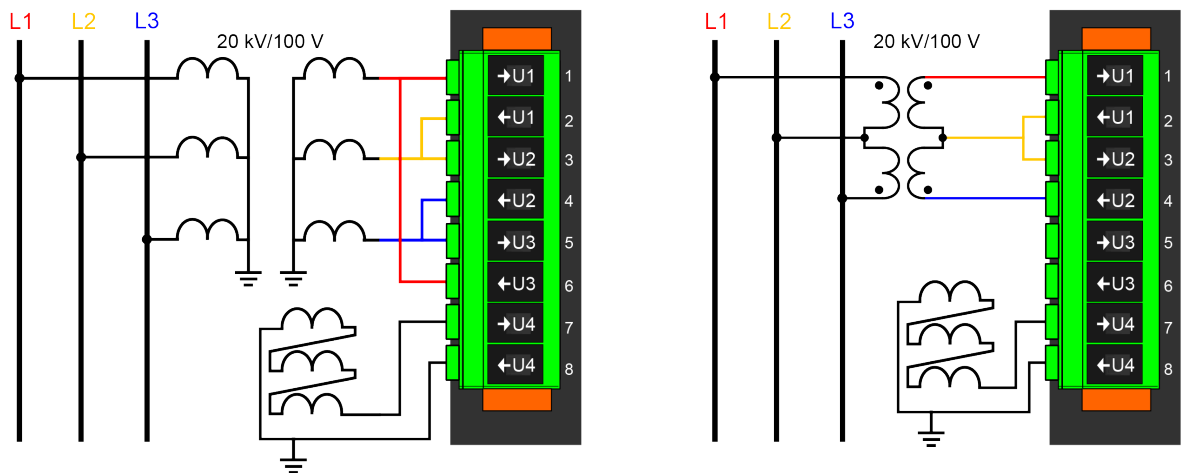 L1 L2 L3
20 kV/100 V
→U1 1
←U1 2
→U2 3
←U2 4
→U3 5
←U3 6
→U4 7
←U4 8
L1 L2 L3
20 kV/100 V
→U1 1
←U1 2
→U2 3
←U2 4
→U3 5
←U3 6
→U4 7
←U4 8